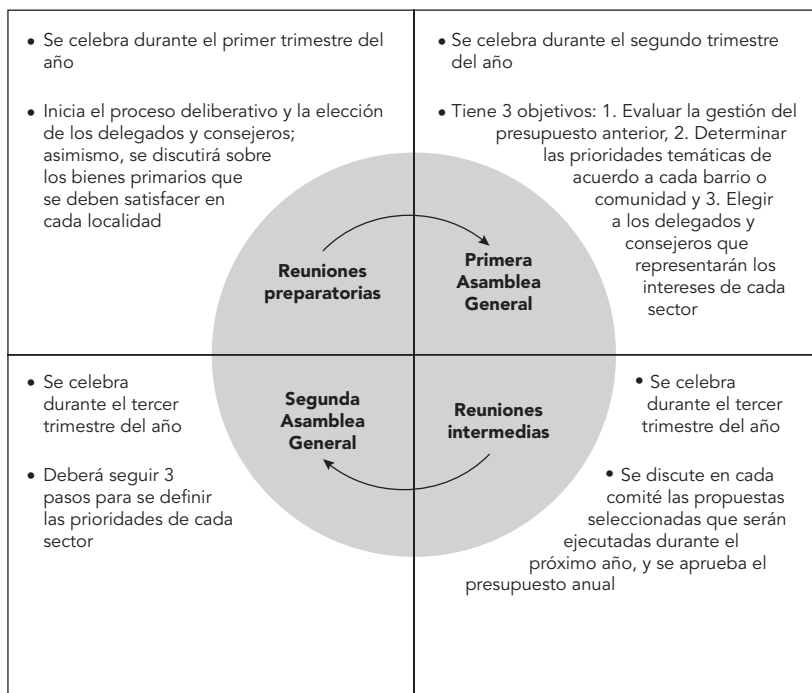 • Se celebra durante el primer trimestre del
año
• Inicia el proceso deliberativo y la elección
de los delegados y consejeros;
asimismo, se discutirá sobre
los bienes primarios que
se deben satisfacer en
cada localidad
Reuniones
preparatorias
• Se celebra durante el segundo trimestre
del año
• Tiene 3 objetivos: 1. Evaluar la gestión del
presupuesto anterior, 2. Determinar
las prioridades temáticas de
acuerdo a cada barrio o
comunidad y 3. Elegir
a los delegados y
consejeros que
representarán los
intereses de cada
sector
Primera
Asamblea
General
• Se celebra
durante el tercer
trimestre del año
• Deberá seguir 3
pasos para se definir
las prioridades de cada
sector
Segunda
Asamblea
General
Reuniones
intermedias
• Se celebra
durante el tercer
trimestre del año
• Se discute en cada
comité las propuestas
seleccionadas que serán
ejecutadas durante el
próximo año, y se aprueba el
presupuesto anual